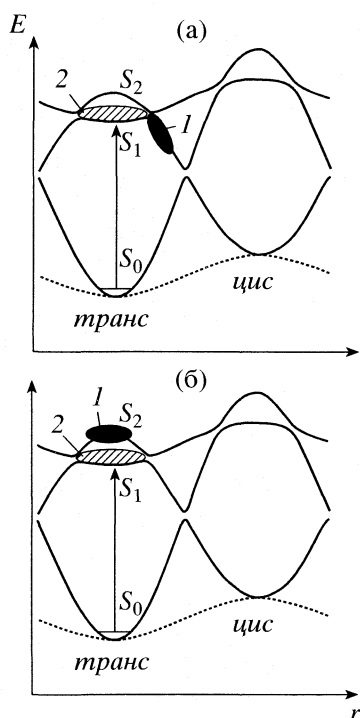 E
(а)
2
S₂
1
S₁
S₀
транс
цис
(б)
1
S₂
2
S₁
S₀
транс
цис
r